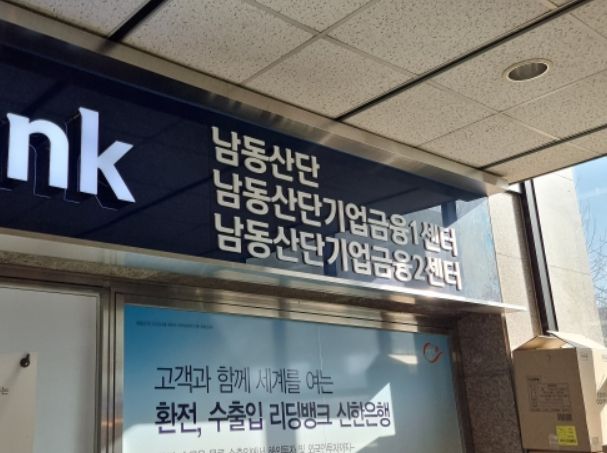 nk
남동산단
남동산단기업금융1센터
남동산단기업금융2센터
고객과 함께 세계를 여는
환전, 수출입 리딩뱅크 신한은행